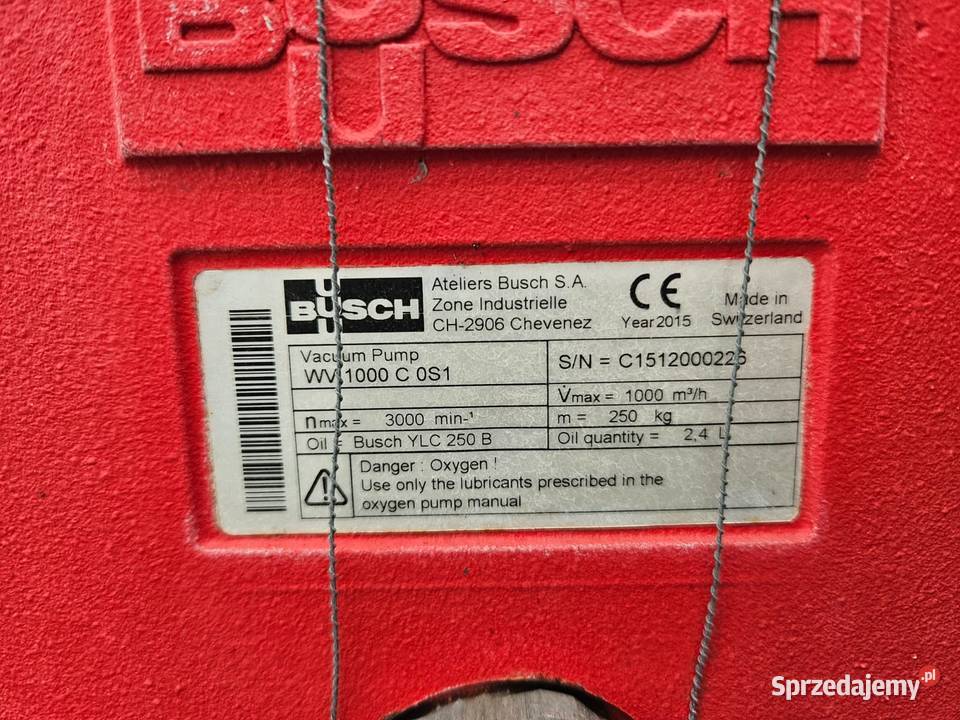 BUSCH
U
U
BUSCH
U
Ateliers Busch S.A.
Zone Industrielle
CH-2906 Chevenez
CE
Year2015
Made in
Switzerland
Vacuum Pump
WV 1000 C 0S1
S/N = C1512000226
V̇max = 1000 m³/h
nmax = 3000 min-¹
m = 250 kg
Oil = Busch YLC 250 B
Oil quantity = 2,4 L
Danger : Oxygen !
Use only the lubricants prescribed in the
oxygen pump manual
Sprzedajemy.pl